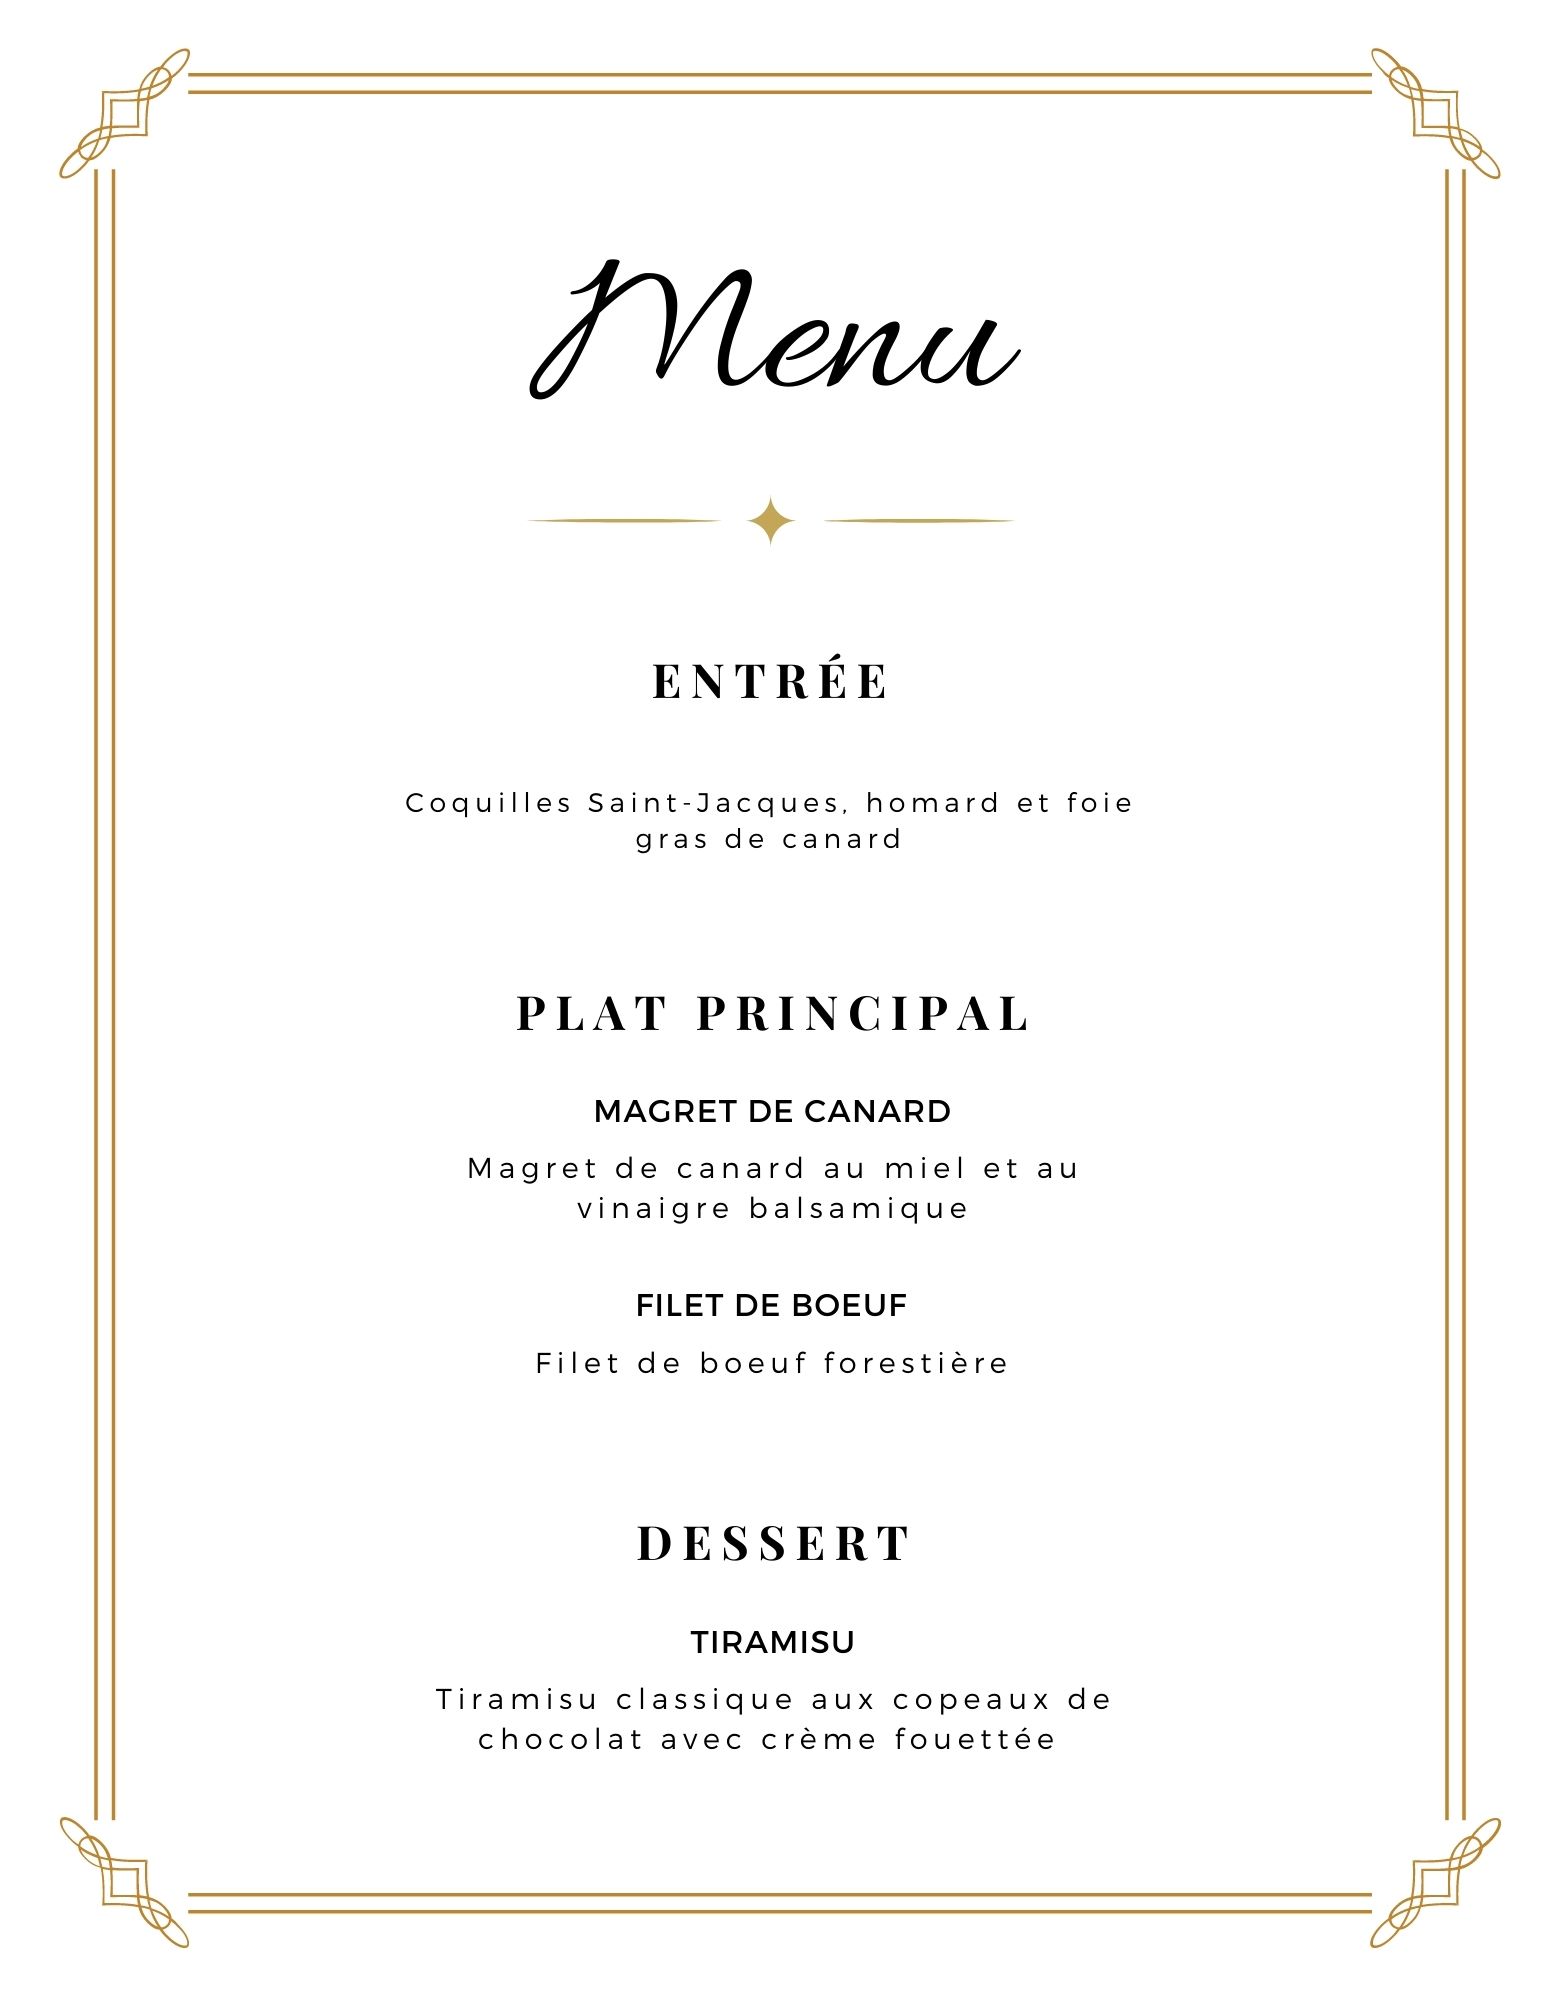 Menu
ENTRÉE
Coquilles Saint-Jacques, homard et foie
gras de canard
PLAT PRINCIPAL
MAGRET DE CANARD
Magret de canard au miel et au
vinaigre balsamique
FILET DE BOEUF
Filet de boeuf forestière
DESSERT
TIRAMISU
Tiramisu classique aux copeaux de
chocolat avec crème fouettée